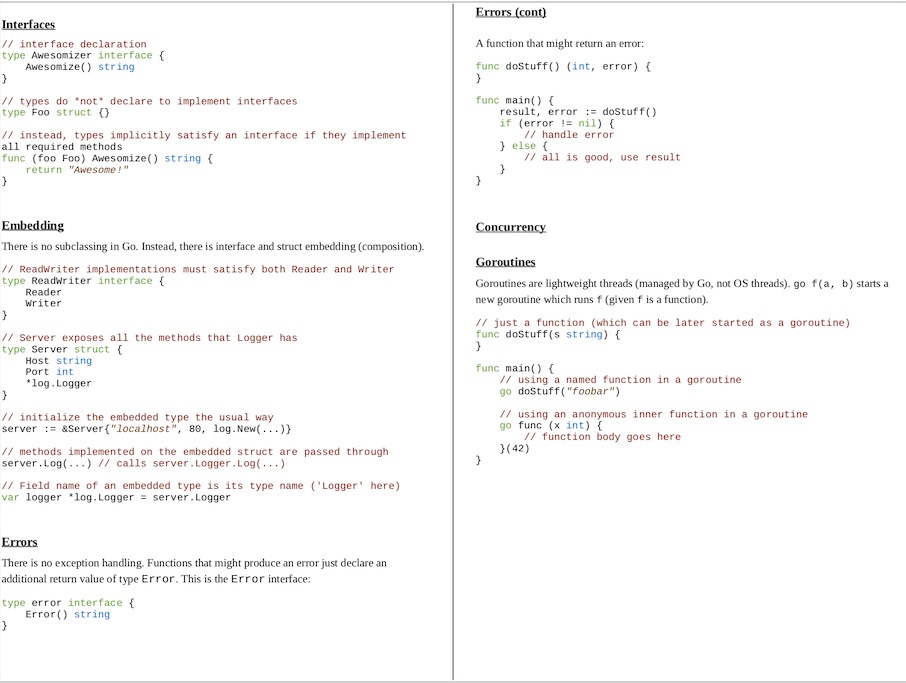 Interfaces
// interface declaration
type Awesomizer interface {
    Awesomize() string
}
// types do *not* declare to implement interfaces
type Foo struct {}
// instead, types implicitly satisfy an interface if they implement
all required methods
func (foo Foo) Awesomize() string {
    return "Awesome!"
}
Embedding
There is no subclassing in Go. Instead, there is interface and struct embedding (composition).
// ReadWriter implementations must satisfy both Reader and Writer
type ReadWriter interface {
    Reader
    Writer
}
// Server exposes all the methods that Logger has
type Server struct {
    Host string
    Port int
    *log.Logger
}
// initialize the embedded type the usual way
server := &Server{"localhost", 80, log.New(...)}
// methods implemented on the embedded struct are passed through
server.Log(...) // calls server.Logger.Log(...)
// Field name of an embedded type is its type name ('Logger' here)
var logger *log.Logger = server.Logger
Errors
There is no exception handling. Functions that might produce an error just declare an
additional return value of type Error. This is the Error interface:
type error interface {
    Error() string
}
Errors (cont)
A function that might return an error:
func doStuff() (int, error) {
}
func main() {
    result, error := doStuff()
    if (error != nil) {
        // handle error
    } else {
        // all is good, use result
    }
}
Concurrency
Goroutines
Goroutines are lightweight threads (managed by Go, not OS threads). go f(a, b) starts a
new goroutine which runs f (given f is a function).
// just a function (which can be later started as a goroutine)
func doStuff(s string) {
}
func main() {
    // using a named function in a goroutine
    go doStuff("foobar")
    // using an anonymous inner function in a goroutine
    go func (x int) {
        // function body goes here
    }(42)
}